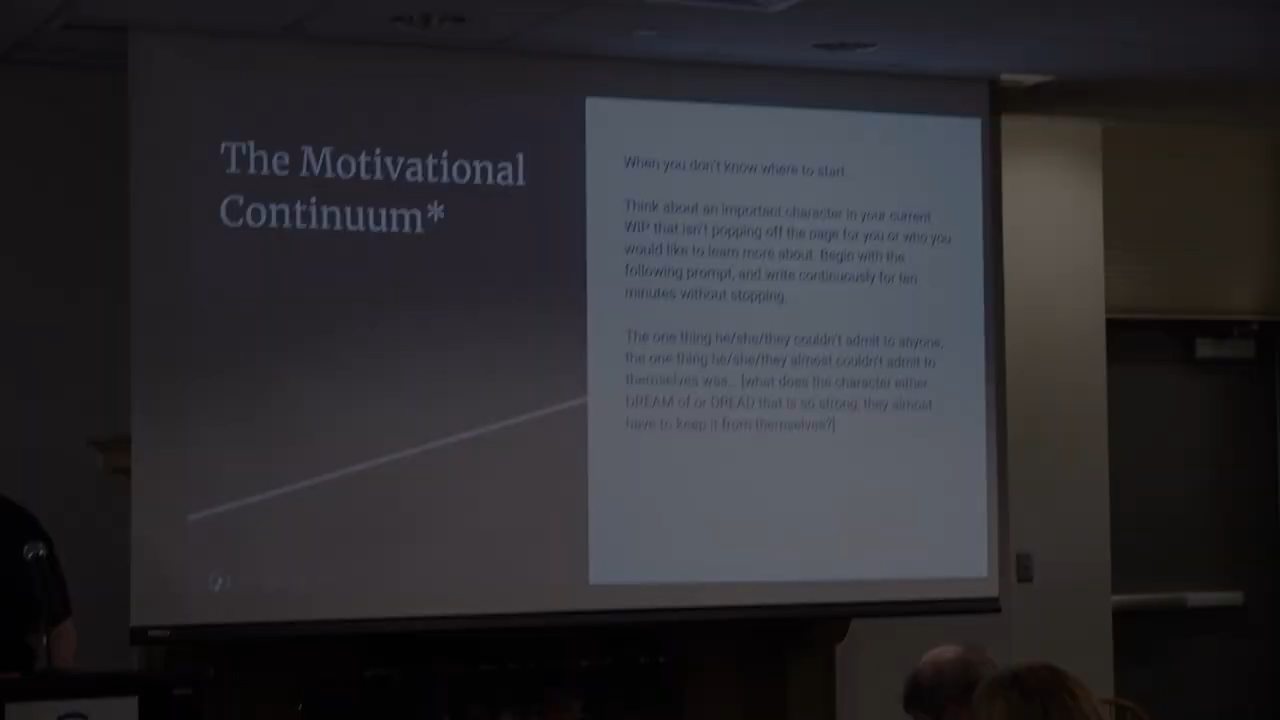 The Motivational
Continuum*
When you don't know where to start...
Think about an important character in your current
WIP that isn't popping off the page for you or who you
would like to learn more about. Begin with the
following prompt, and write continuously for ten
minutes without stopping.
The one thing he/she/they couldn't admit to anyone,
the one thing he/she/they almost couldn't admit to
themselves was... [what does the character either
DREAM of or DREAD that is so strong, they almost
have to keep it from themselves?]